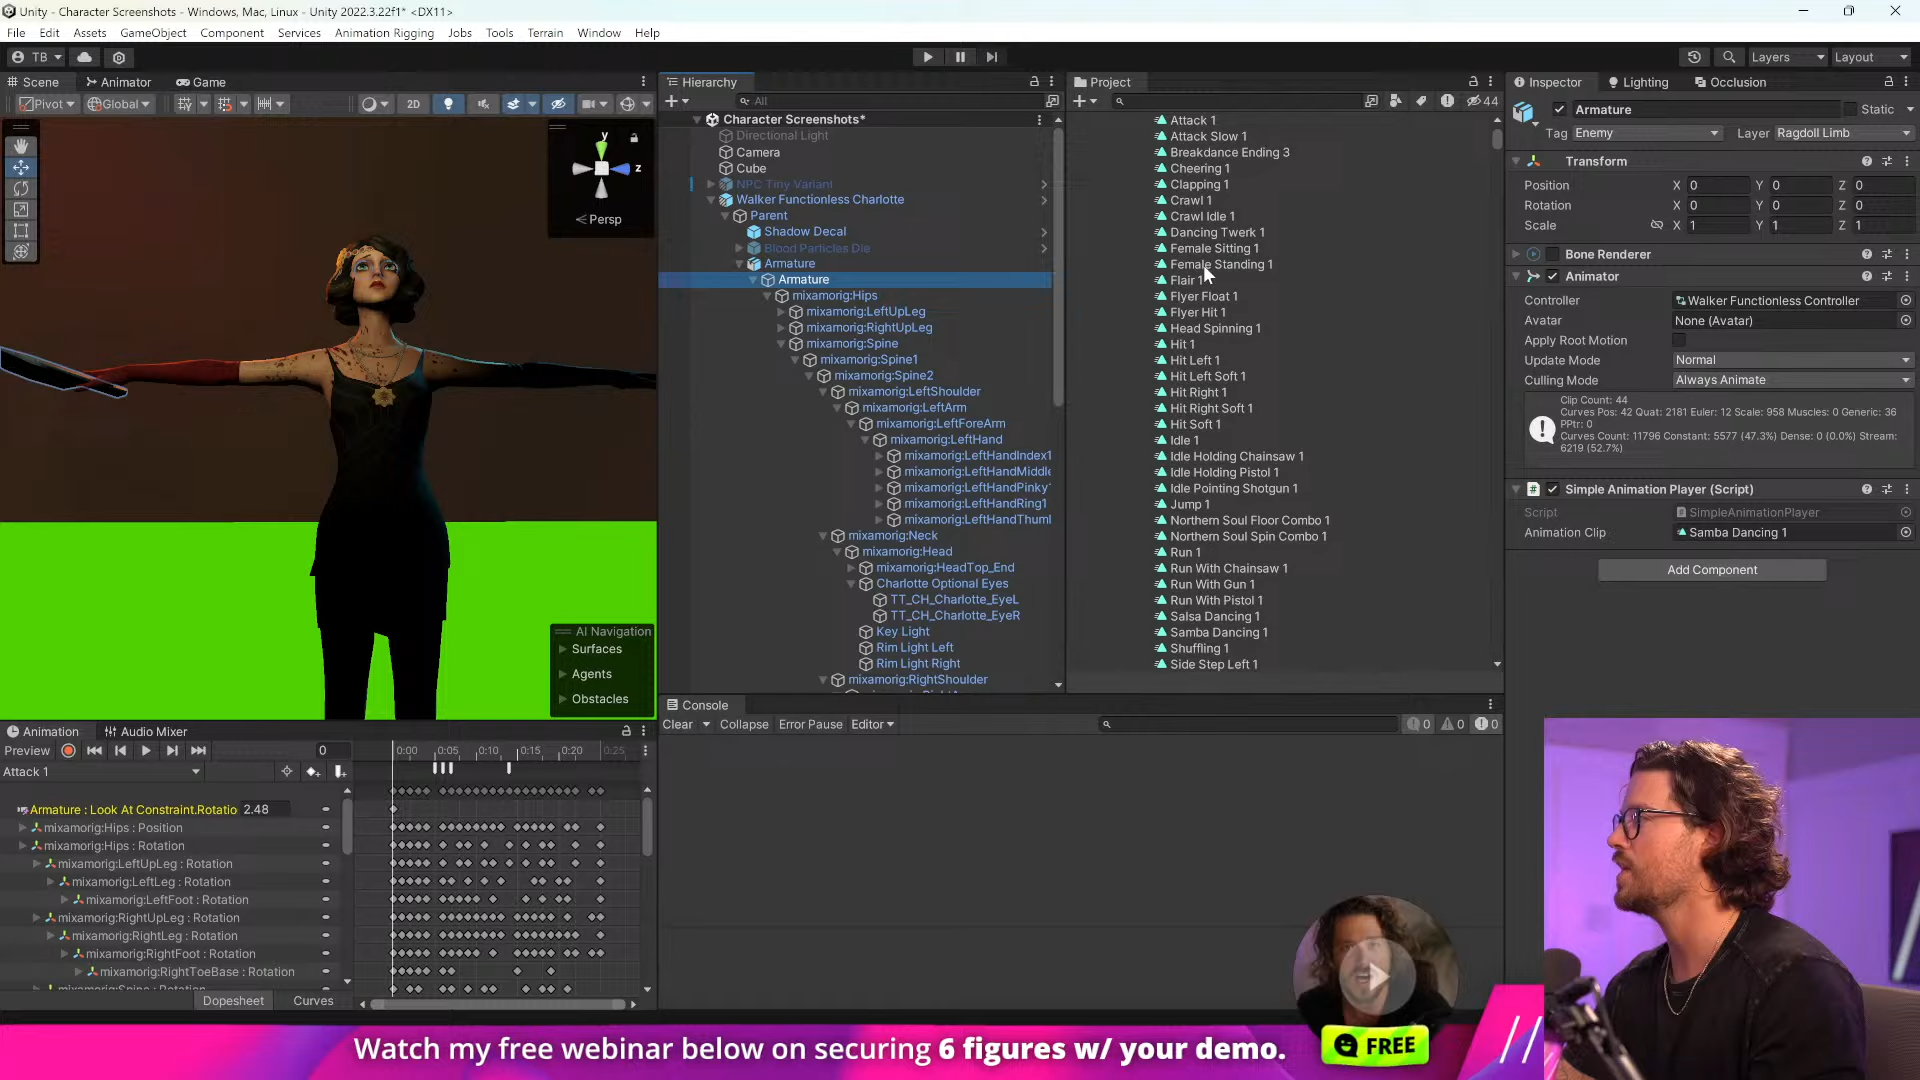 Unity - Character Screenshots - Windows, Mac, Linux - Unity 2022.3.22f1* <DX11>
File Edit Assets GameObject Component Services Animation Rigging Jobs Tools Terrain Window Help
TB Layers Layout
Scene Animator Game
Pivot Global 2D
y
z
Persp
AI Navigation
Surfaces
Agents
Obstacles
Hierarchy
All
Character Screenshots*
Directional Light
Camera
Cube
NPC Tiny Variant
Walker Functionless Charlotte
Parent
Shadow Decal
Blood Particles Die
Armature
Armature
mixamorig:Hips
mixamorig:LeftUpLeg
mixamorig:RightUpLeg
mixamorig:Spine
mixamorig:Spine1
mixamorig:Spine2
mixamorig:LeftShoulder
mixamorig:LeftArm
mixamorig:LeftForeArm
mixamorig:LeftHand
mixamorig:LeftHandIndex1
mixamorig:LeftHandMiddle
mixamorig:LeftHandPinky
mixamorig:LeftHandRing1
mixamorig:LeftHandThum
mixamorig:Neck
mixamorig:Head
mixamorig:HeadTop_End
Charlotte Optional Eyes
TT_CH_Charlotte_EyeL
TT_CH_Charlotte_EyeR
Key Light
Rim Light Left
Rim Light Right
mixamorig:RightShoulder
Project
44
Attack 1
Attack Slow 1
Breakdance Ending 3
Cheering 1
Clapping 1
Crawl 1
Crawl Idle 1
Dancing Twerk 1
Female Sitting 1
Female Standing 1
Flair 1
Flyer Float 1
Flyer Hit 1
Head Spinning 1
Hit 1
Hit Left 1
Hit Left Soft 1
Hit Right 1
Hit Right Soft 1
Hit Soft 1
Idle 1
Idle Holding Chainsaw 1
Idle Holding Pistol 1
Idle Pointing Shotgun 1
Jump 1
Northern Soul Floor Combo 1
Northern Soul Spin Combo 1
Run 1
Run With Chainsaw 1
Run With Gun 1
Run With Pistol 1
Salsa Dancing 1
Samba Dancing 1
Shuffling 1
Side Step Left 1
Inspector Lighting Occlusion
Armature Static
Tag Enemy Layer Ragdoll Limb
Transform
Position X 0 Y 0 Z 0
Rotation X 0 Y 0 Z 0
Scale X 1 Y 1 Z 1
Bone Renderer
Animator
Controller Walker Functionless Controller
Avatar None (Avatar)
Apply Root Motion
Update Mode Normal
Culling Mode Always Animate
Clip Count: 44
Curves Pos: 42 Quat: 2181 Euler: 12 Scale: 958 Muscles: 0 Generic: 36
PPtr: 0
Curves Count: 11796 Constant: 5577 (47.3%) Dense: 0 (0.0%) Stream:
6219 (52.7%)
Simple Animation Player (Script)
Script SimpleAnimationPlayer
Animation Clip Samba Dancing 1
Add Component
Console
Clear Collapse Error Pause Editor 0 0 0
Animation Audio Mixer
Preview 0 0:00 0:05 0:10 0:15 0:20 0:25
Attack 1
Armature : Look At Constraint.Rotatio 2.48
mixamorig:Hips : Position
mixamorig:Hips : Rotation
mixamorig:LeftUpLeg : Rotation
mixamorig:LeftLeg : Rotation
mixamorig:LeftFoot : Rotation
mixamorig:RightUpLeg : Rotation
mixamorig:RightLeg : Rotation
mixamorig:RightFoot : Rotation
mixamorig:RightToeBase : Rotation
mixamorig:Spine : Rotation
Dopesheet Curves
Watch my free webinar below on securing 6 figures w/ your demo.
FREE
//